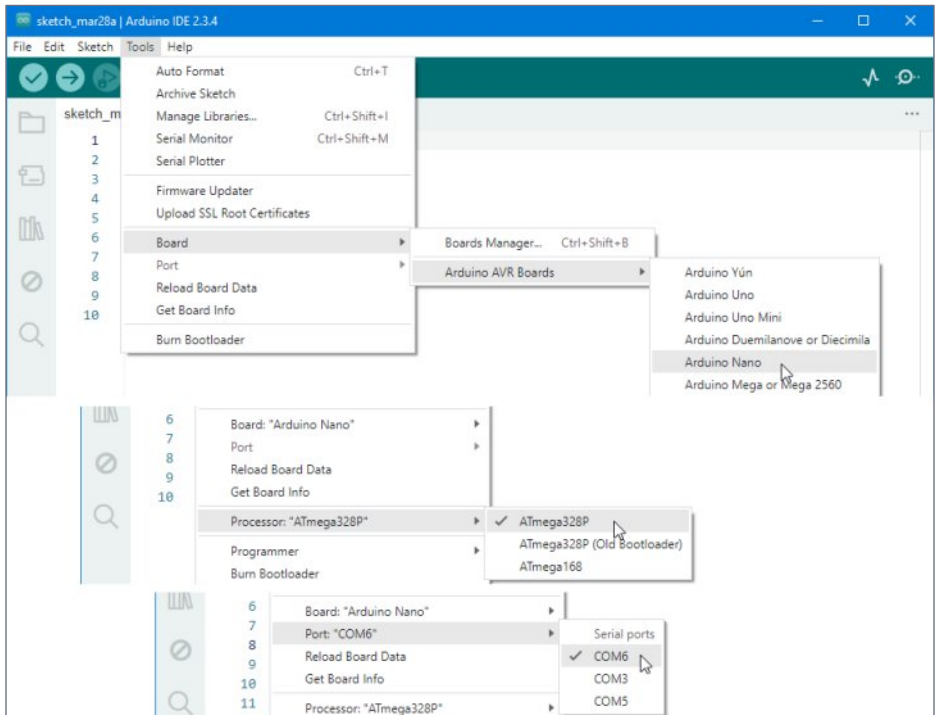 sketch_mar28a | Arduino IDE 2.3.4
File Edit Sketch Tools Help
sketch_m
Auto Format Ctrl+T
Archive Sketch
Manage Libraries... Ctrl+Shift+I
Serial Monitor Ctrl+Shift+M
Serial Plotter
Firmware Updater
Upload SSL Root Certificates
Board
Port
Reload Board Data
Get Board Info
Burn Bootloader
1
2
3
4
5
6
7
8
9
10
Boards Manager... Ctrl+Shift+B
Arduino AVR Boards
Arduino Yún
Arduino Uno
Arduino Uno Mini
Arduino Duemilanove or Diecimila
Arduino Nano
Arduino Mega or Mega 2560
6
7
8
9
10
Board: "Arduino Nano"
Port
Reload Board Data
Get Board Info
Processor: "ATmega328P"
Programmer
Burn Bootloader
ATmega328P
ATmega328P (Old Bootloader)
ATmega168
6
7
8
9
10
11
Board: "Arduino Nano"
Port: "COM6"
Reload Board Data
Get Board Info
Processor: "ATmega328P"
Serial ports
COM6
COM3
COM5